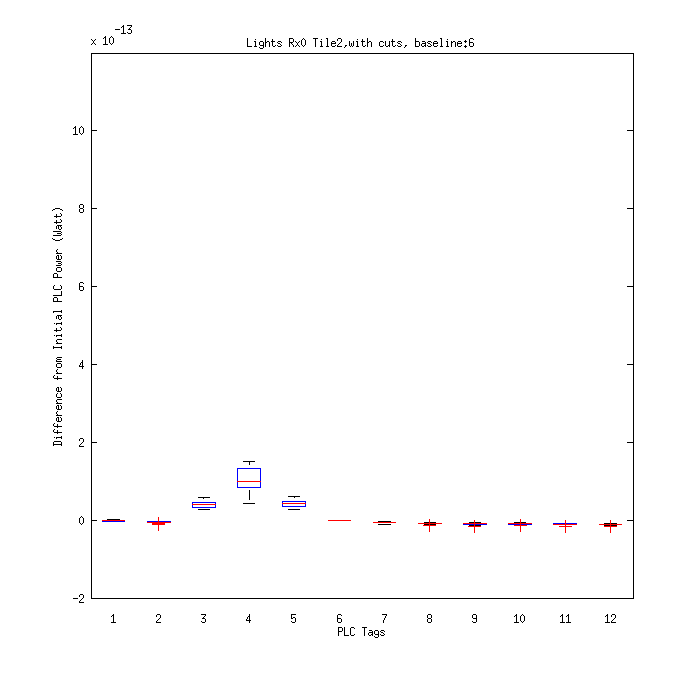 x 10-13
Lights Rx0 Tile2,with cuts, baseline:6
10
8
6
4
2
0
-2
Difference from Initial PLC Power (Watt)
1 2 3 4 5 6 7 8 9 10 11 12
PLC Tags